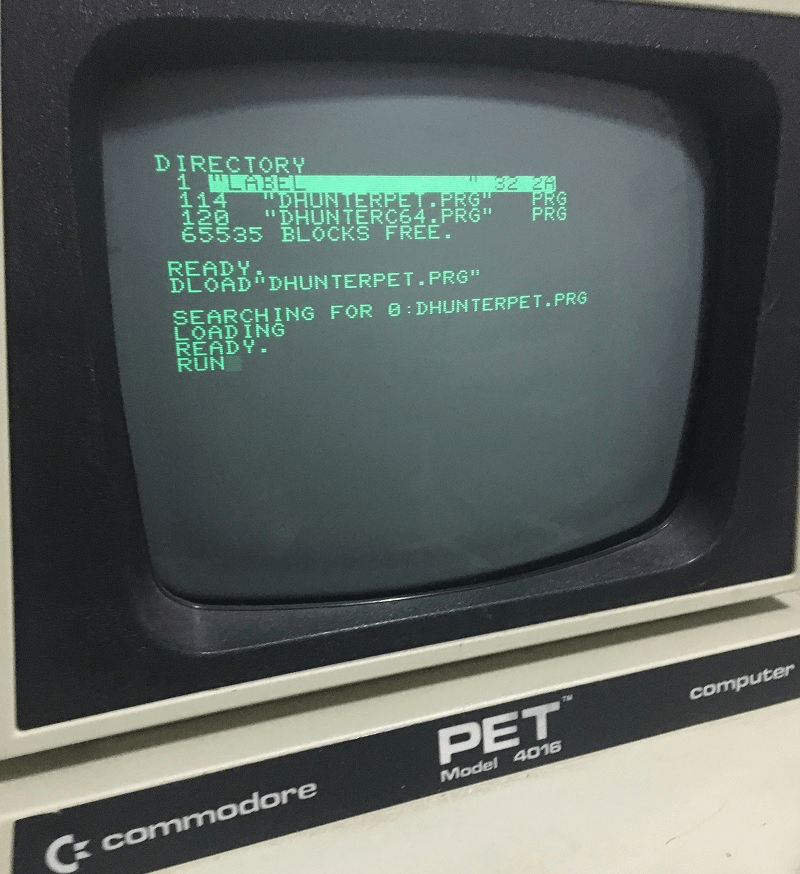 DIRECTORY
1 "LABEL " 32 2A
114 "DHUNTERPET.PRG" PRG
120 "DHUNTERC64.PRG" PRG
65535 BLOCKS FREE.
READY.
DLOAD"DHUNTERPET.PRG"
SEARCHING FOR 0:DHUNTERPET.PRG
LOADING
READY.
RUN
commodore PET™ computer
Model 4016